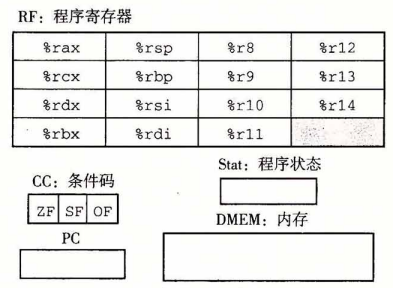 RF: 程序寄存器
%rax %rsp %r8 %r12
%rcx %rbp %r9 %r13
%rdx %rsi %r10 %r14
%rbx %rdi %r11
CC: 条件码
Stat: 程序状态
ZF SF OF
PC
DMEM: 内存